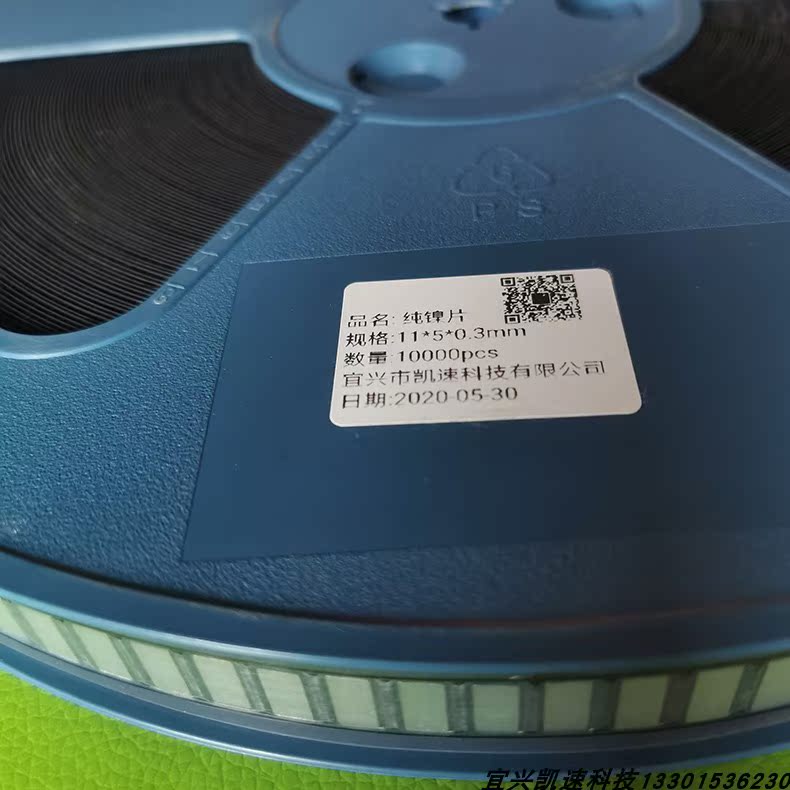 PS
品名: 纯镍片
规格:11*5*0.3mm
数量:10000pcs
宜兴市凯速科技有限公司
日期:2020-05-30
宜兴凯速科技13301536230